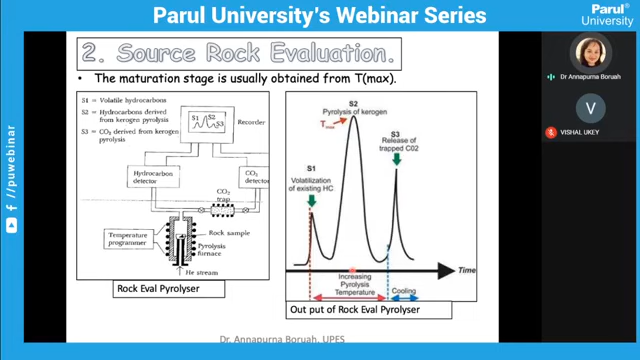 Parul University's Webinar Series
Parul®
University
2. Source Rock Evaluation.
• The maturation stage is usually obtained from T(max).
S1 = Volatile hydrocarbons
S2 = Hydrocarbons derived
from kerogen pyrolysis
S3 = CO2 derived from kerogen
pyrolysis
S1
S2
S3
Recorder
Hydrocarbon
detector
CO2
trap
CO2
detector
Temperature
programmer
Rock sample
Pyrolysis
furnace
He stream
Rock Eval Pyrolyser
S2
Pyrolysis of kerogen
Tmax
S3
Release of
trapped C02
S1
Volatilization
of existing HC
Time
Increasing
Pyrolysis
Temperature
Cooling
Out put of Rock Eval Pyrolyser
Dr. Annapurna Boruah, UPES
Dr Annapurna Boruah
V
VISHAL UKEY
/puwebinar